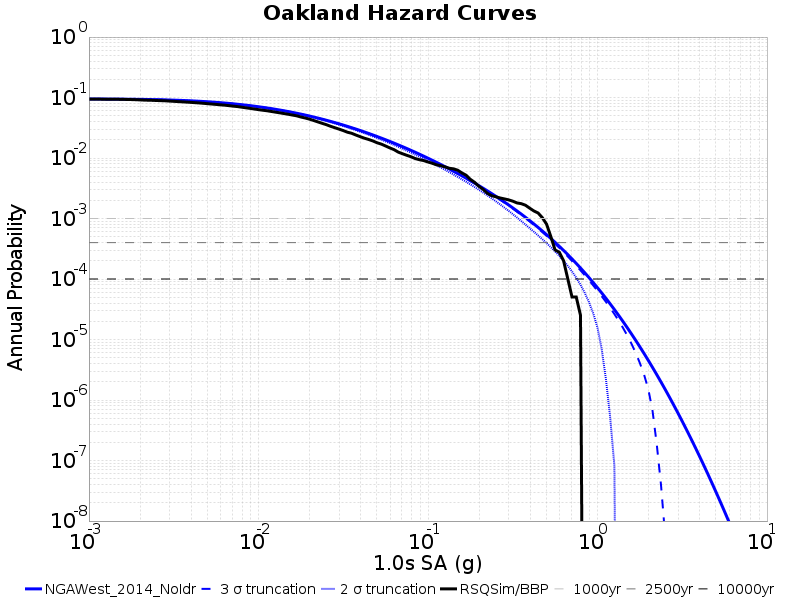 Oakland Hazard Curves
Annual Probability
10^0
10^-1
10^-2
10^-3
10^-4
10^-5
10^-6
10^-7
10^-8
10^-3 10^-2 10^-1 10^0 10^1
1.0s SA (g)
NGAWest_2014_NoIdr 3 σ truncation 2 σ truncation RSQSim/BBP 1000yr 2500yr 10000yr